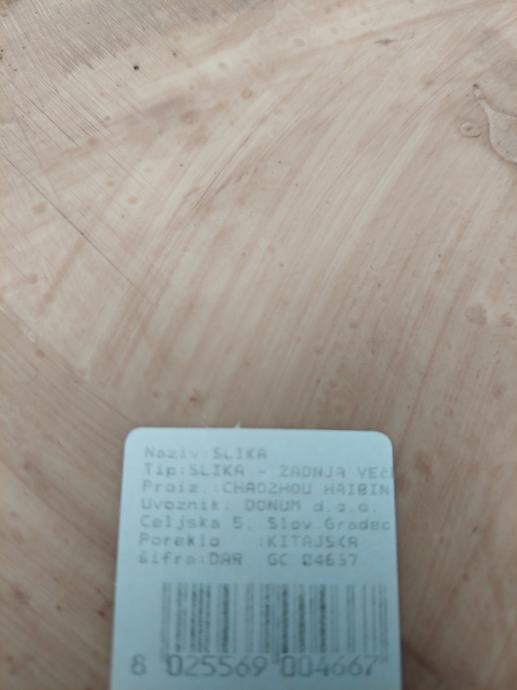 Naziv:SLIKA
Tip:SLIKA - ZADNJA VEČ
Proiz.:CHAOZHOU HAIBIN
Uvoznik: DONUM d.o.o.
Celjska 5, Slov.Gradec
Poreklo :KITAJSKA
Šifra:DAR GC 04667
8 025569 004667